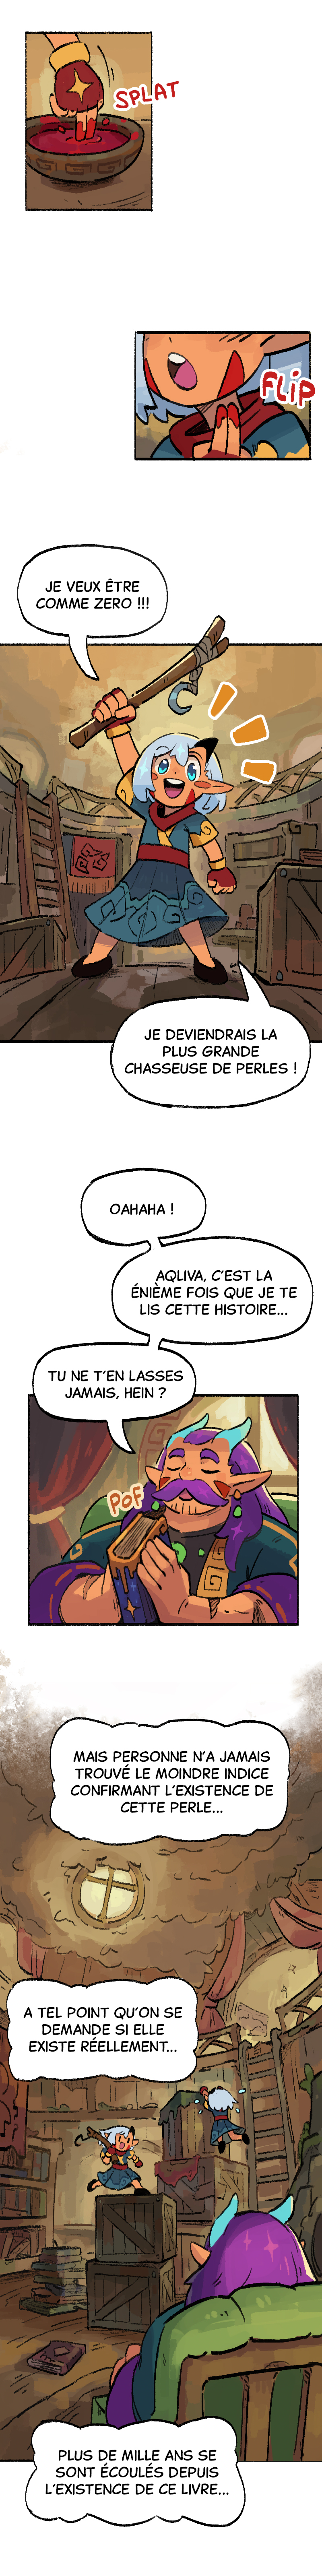 SPLAT
FLIP
JE VEUX ÊTRE
COMME ZERO !!!
JE DEVIENDRAIS LA
PLUS GRANDE
CHASSEUSE DE PERLES !
OAHAHA !
AQLIVA, C'EST LA
ÉNIÈME FOIS QUE JE TE
LIS CETTE HISTOIRE...
TU NE T'EN LASSES
JAMAIS, HEIN ?
POF
MAIS PERSONNE N'A JAMAIS
TROUVÉ LE MOINDRE INDICE
CONFIRMANT L'EXISTENCE DE
CETTE PERLE...
A TEL POINT QU'ON SE
DEMANDE SI ELLE
EXISTE RÉELLEMENT...
PLUS DE MILLE ANS SE
SONT ÉCOULÉS DEPUIS
L'EXISTENCE DE CE LIVRE...